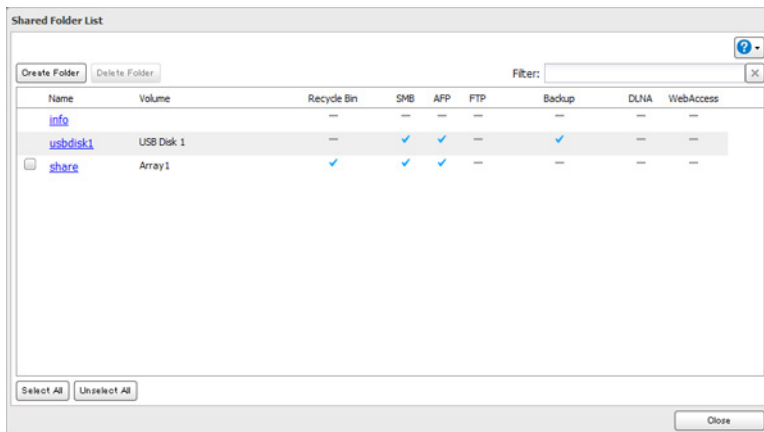 Shared Folder List
Create Folder Delete Folder Filter:
Name Volume Recycle Bin SMB AFP FTP Backup DLNA WebAccess
info — — — — — — —
usbdisk1 USB Disk 1 — ✔ ✔ — ✔ — —
share Array1 ✔ ✔ ✔ — — — —
Select All Unselect All
Close